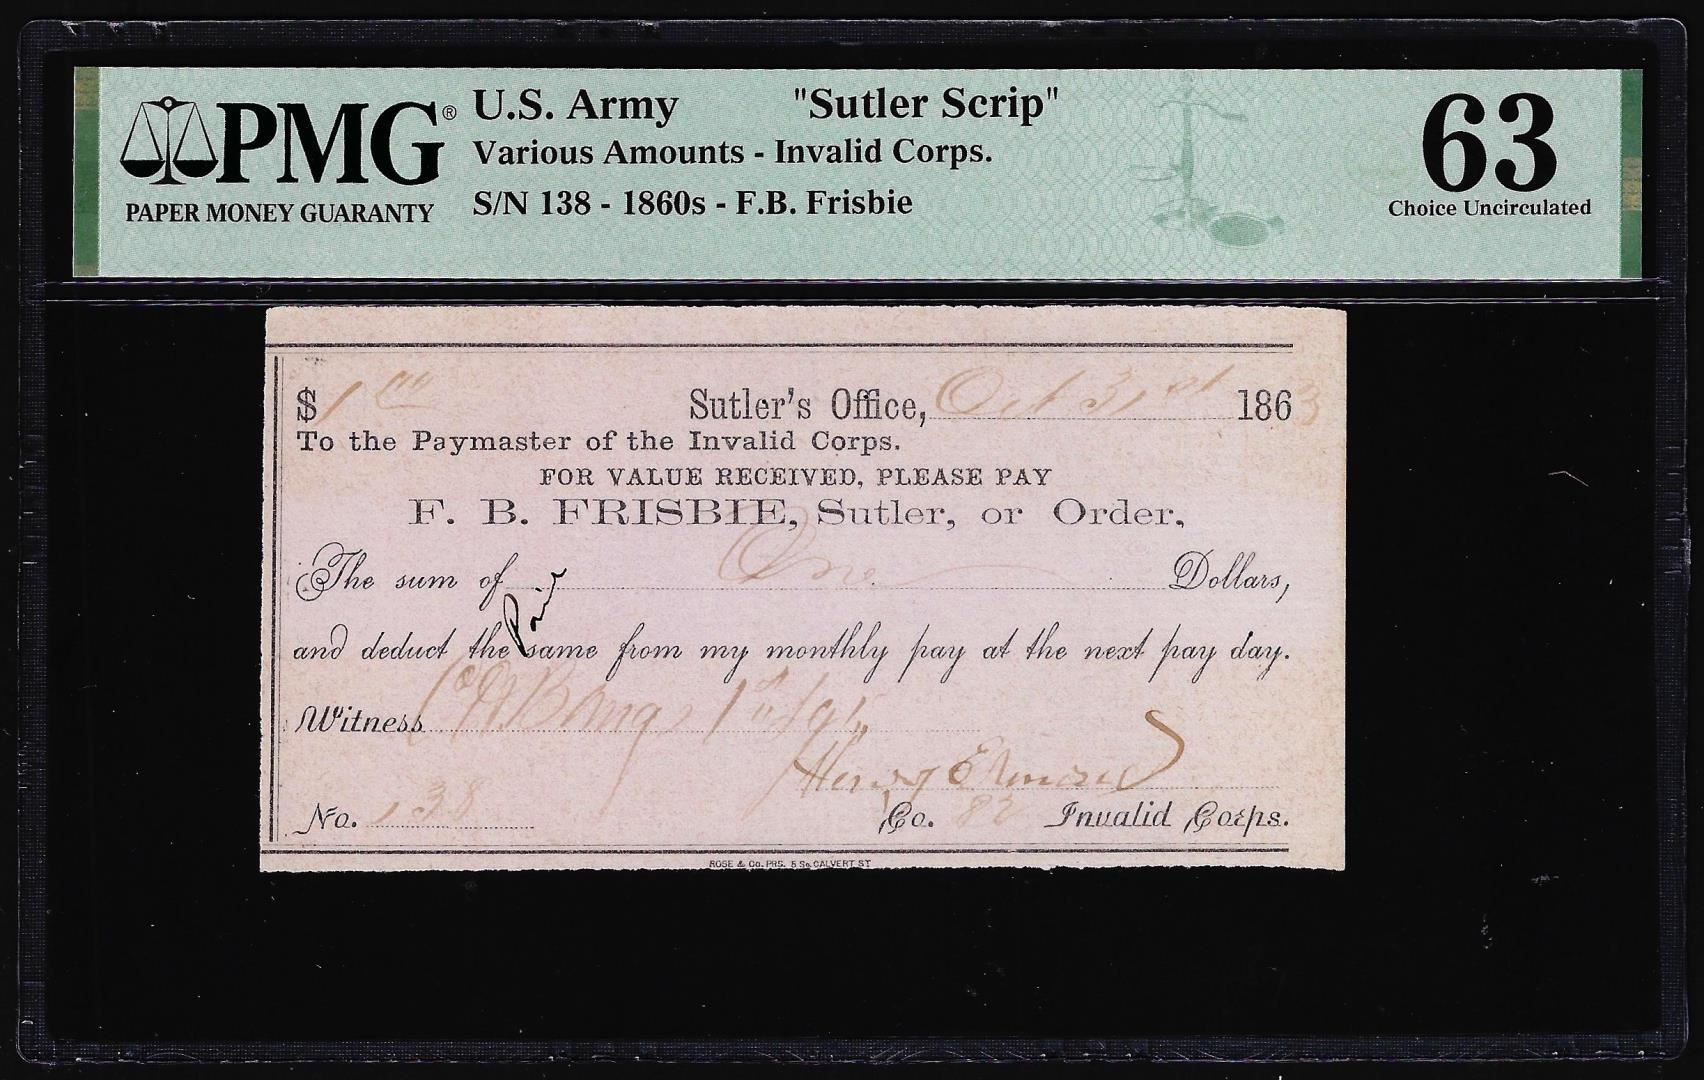 PMG® U.S. Army "Sutler Scrip" 63
Various Amounts - Invalid Corps.
PAPER MONEY GUARANTY S/N 138 - 1860s - F.B. Frisbie Choice Uncirculated
$1 00 Sutler's Office, Oct 31st 1863
To the Paymaster of the Invalid Corps.
FOR VALUE RECEIVED, PLEASE PAY
F. B. FRISBIE, Sutler, or Order,
The sum of One Dollars,
Paid
and deduct the same from my monthly pay at the next pay day.
Witness
Henry
No. 138 Co. 82 Invalid Corps.
ROSE & Co. PRS. 5 So. CALVERT ST